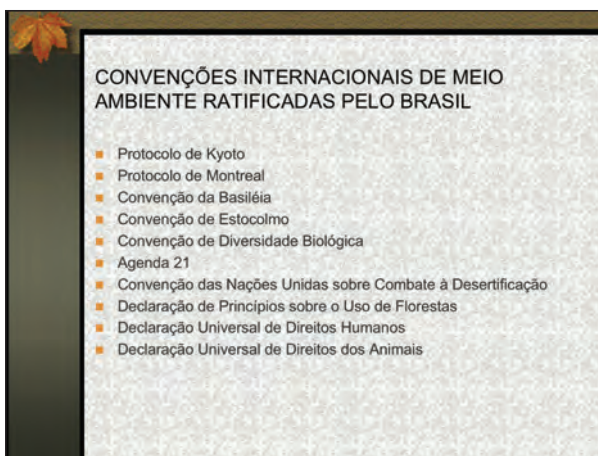 CONVENÇÕES INTERNACIONAIS DE MEIO
AMBIENTE RATIFICADAS PELO BRASIL
Protocolo de Kyoto
Protocolo de Montreal
Convenção da Basiléia
Convenção de Estocolmo
Convenção de Diversidade Biológica
Agenda 21
Convenção das Nações Unidas sobre Combate à Desertificação
Declaração de Princípios sobre o Uso de Florestas
Declaração Universal de Direitos Humanos
Declaração Universal de Direitos dos Animais